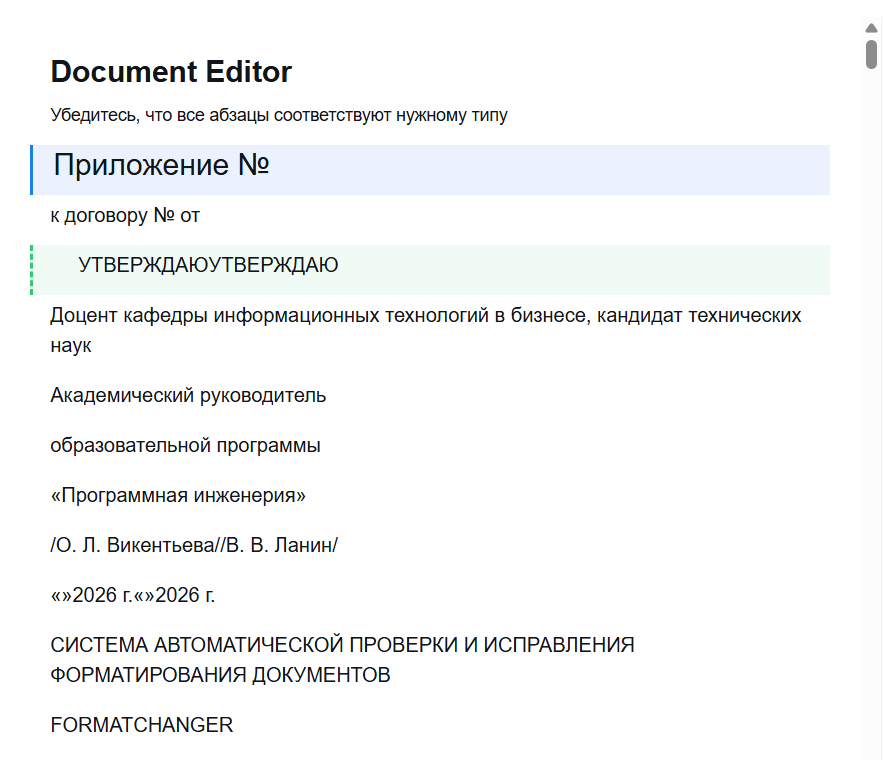 Document Editor
Убедитесь, что все абзацы соответствуют нужному типу
Приложение №
к договору № от
УТВЕРЖДАЮУТВЕРЖДАЮ
Доцент кафедры информационных технологий в бизнесе, кандидат технических
наук
Академический руководитель
образовательной программы
«Программная инженерия»
/О. Л. Викентьева//В. В. Ланин/
«»2026 г.«»2026 г.
СИСТЕМА АВТОМАТИЧЕСКОЙ ПРОВЕРКИ И ИСПРАВЛЕНИЯ
ФОРМАТИРОВАНИЯ ДОКУМЕНТОВ
FORMATCHANGER